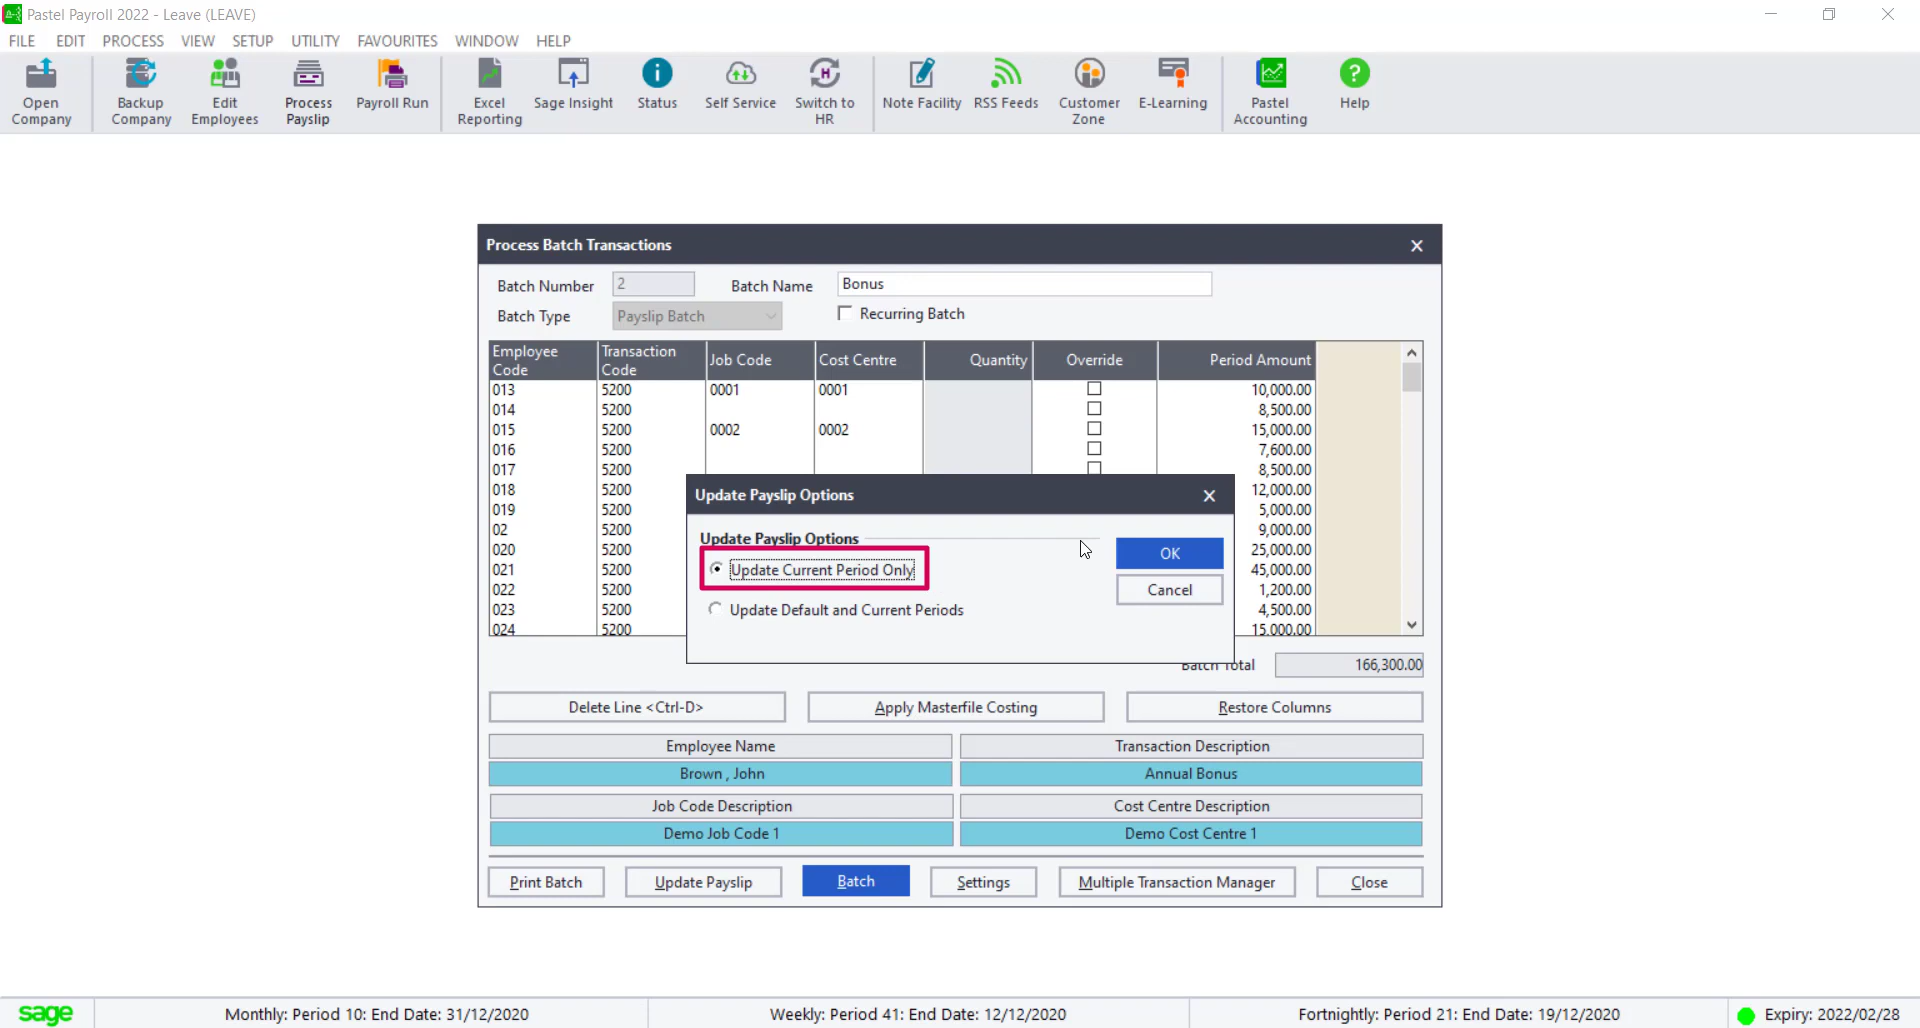 Pastel Payroll 2022 - Leave (LEAVE)
FILE EDIT PROCESS VIEW SETUP UTILITY FAVOURITES WINDOW HELP
Open Company
Backup Company
Edit Employees
Process Payslip
Payroll Run
Excel Reporting
Sage Insight
Status
Self Service
Switch to HR
Note Facility
RSS Feeds
Customer Zone
E-Learning
Pastel Accounting
Help
Process Batch Transactions
Batch Number 2 Batch Name Bonus
Batch Type Payslip Batch Recurring Batch
Employee Code Transaction Code Job Code Cost Centre Quantity Override Period Amount
013 5200 0001 0001 10,000.00
014 5200 8,500.00
015 5200 0002 0002 15,000.00
016 5200 7,600.00
017 5200 8,500.00
018 5200 12,000.00
019 5200 5,000.00
02 5200 9,000.00
020 5200 25,000.00
021 5200 45,000.00
022 5200 1,200.00
023 5200 4,500.00
024 5200 15,000.00
Update Payslip Options
Update Payslip Options
Update Current Period Only
Update Default and Current Periods
OK
Cancel
Batch Total 166,300.00
Delete Line <Ctrl-D> Apply Masterfile Costing Restore Columns
Employee Name Transaction Description
Brown , John Annual Bonus
Job Code Description Cost Centre Description
Demo Job Code 1 Demo Cost Centre 1
Print Batch Update Payslip Batch Settings Multiple Transaction Manager Close
sage Monthly: Period 10: End Date: 31/12/2020 Weekly: Period 41: End Date: 12/12/2020 Fortnightly: Period 21: End Date: 19/12/2020 Expiry: 2022/02/28